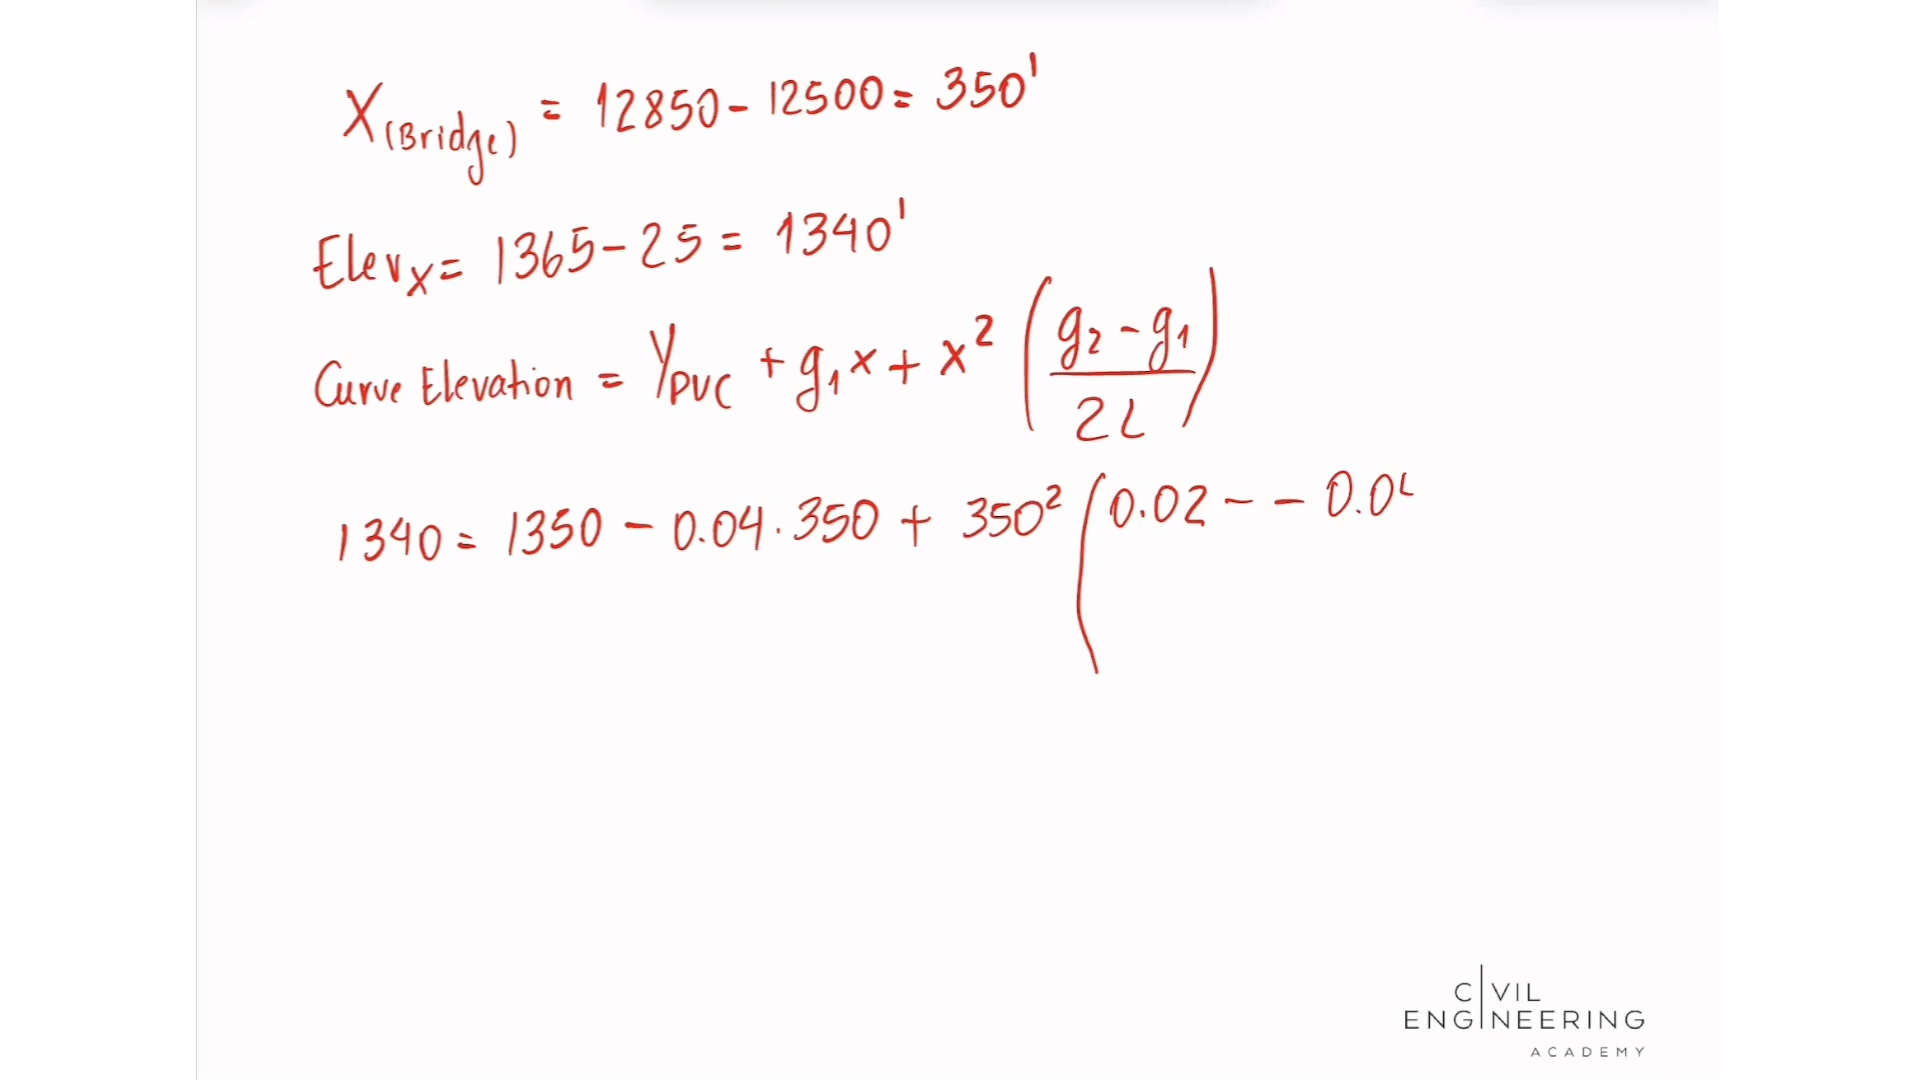 X(Bridge) = 12850 - 12500 = 350'
Elevx = 1365 - 25 = 1340'
Curve Elevation = YPVC + g₁x + x² (g₂ - g₁ / 2L)
1340 = 1350 - 0.04 · 350 + 350² (0.02 - - 0.0
CIVIL
ENGINEERING
ACADEMY